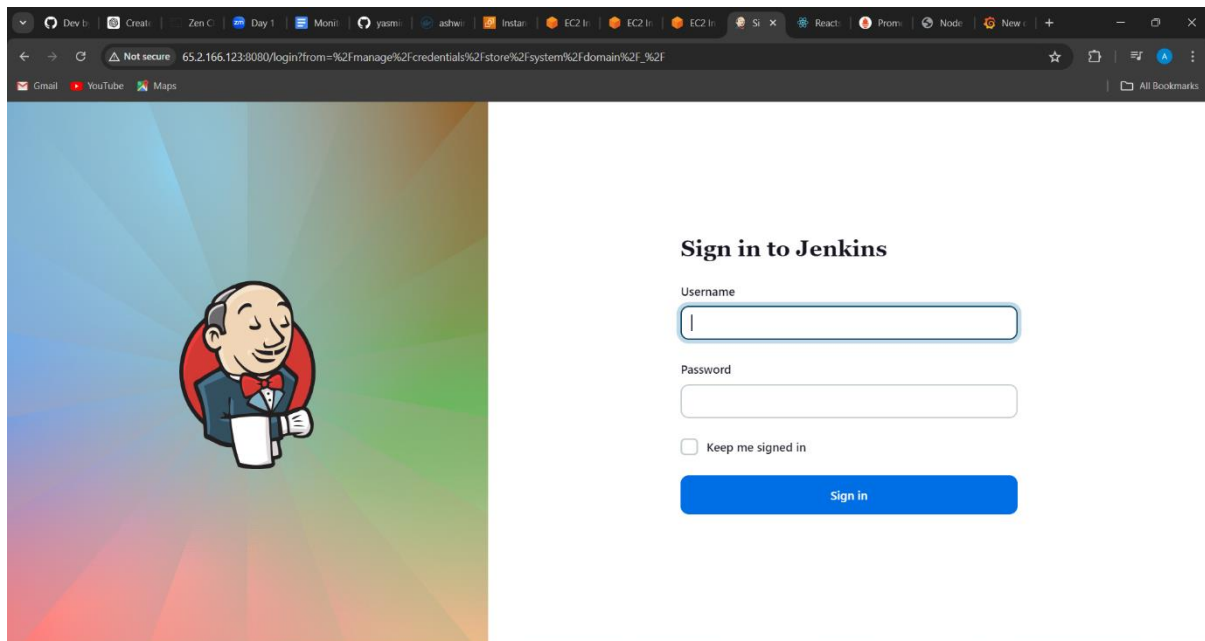 Dev b
Create
Zen C
Day 1
Monit
yasmi
ashwi
Instan
EC2 In
EC2 In
EC2 In
Si
React
Prom
Node
New
Not secure
65.2.166.123:8080/login?from=%2Fmanage%2Fcredentials%2Fstore%2Fsystem%2Fdomain%2F_%2F
A
Gmail
YouTube
Maps
All Bookmarks
Sign in to Jenkins
Username
Password
Keep me signed in
Sign in